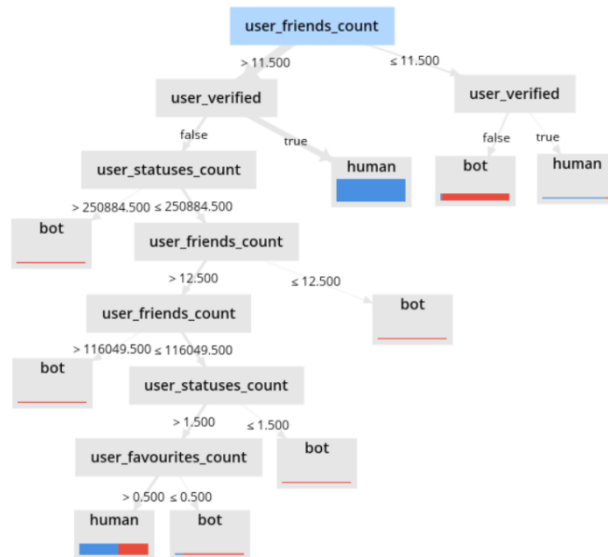 user_friends_count
> 11.500 ≤ 11.500
user_verified user_verified
false true false true
user_statuses_count human bot human
> 250884.500 ≤ 250884.500
bot user_friends_count
> 12.500 ≤ 12.500
user_friends_count bot
> 116049.500 ≤ 116049.500
bot user_statuses_count
> 1.500 ≤ 1.500
user_favourites_count bot
> 0.500 ≤ 0.500
human bot